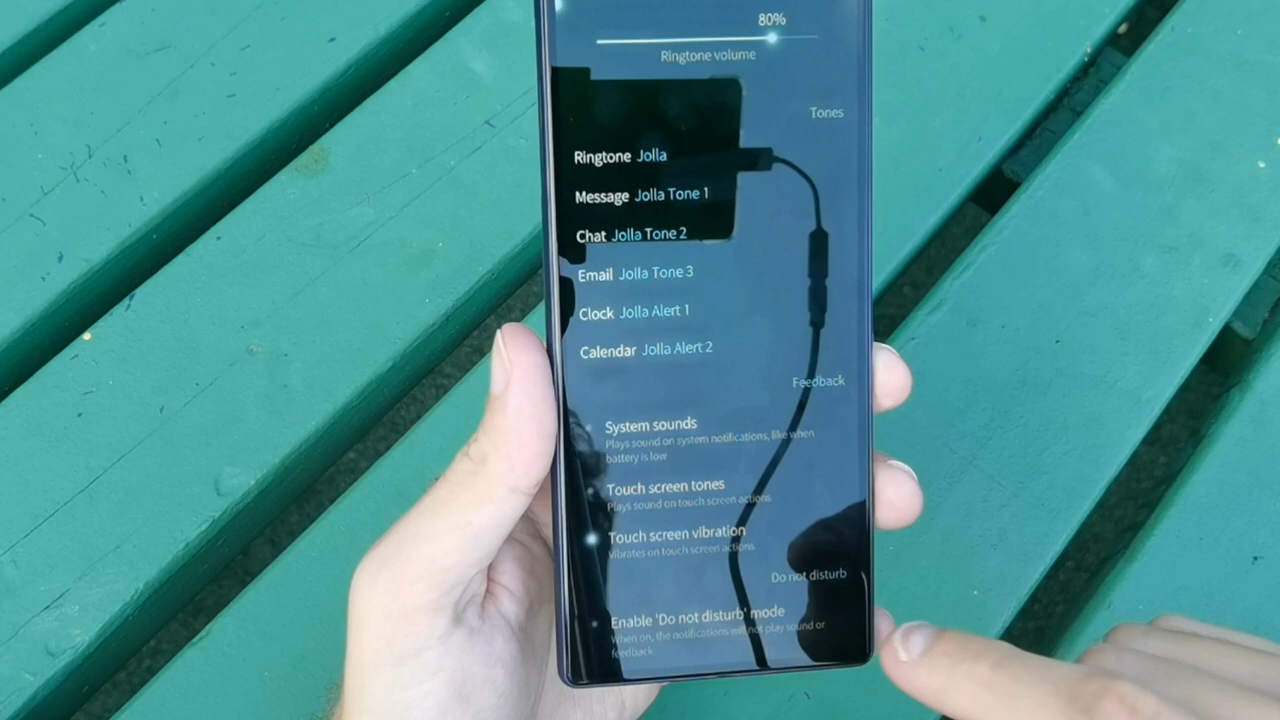 80%
Ringtone volume
Tones
Ringtone Jolla
Message Jolla Tone 1
Chat Jolla Tone 2
Email Jolla Tone 3
Clock Jolla Alert 1
Calendar Jolla Alert 2
Feedback
System sounds
Plays sound on system notifications, like when
battery is low
Touch screen tones
Plays sound on touch screen actions
Touch screen vibration
Vibrates on touch screen actions
Do not disturb
Enable 'Do not disturb' mode
When on, the notifications will not play sound or
feedback